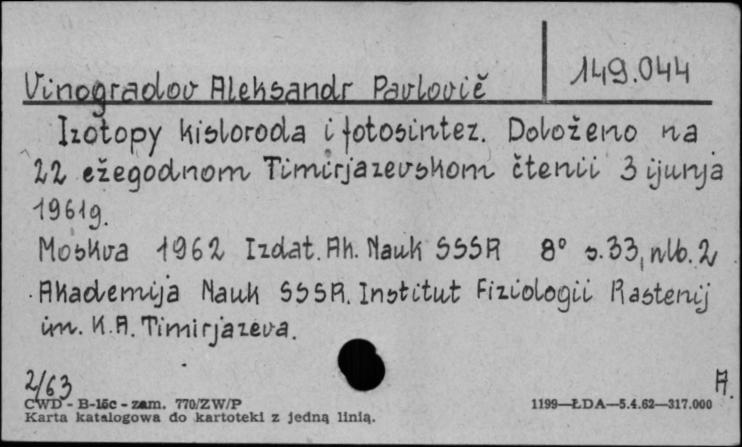 149.044
Vinogradov Aleksandr Pavlovič
Izotopy kisloroda i fotosintez. Doloženo na
22 ežegodnom Timirjazevskom čtenii 3 ijunja
1961g.
Moskva 1962 Izdat. Ak. Nauk SSSR 8° s. 33, nlb. 2
Akademija Nauk SSSR. Institut Fiziologii Rastenij
im. K.A. Timirjazeva.
2/63
A.
CWD - B-15c - zam. 770/ZW/P
1199—ŁDA—5.4.62—317.000
Karta katalogowa do kartoteki z jedną linią.